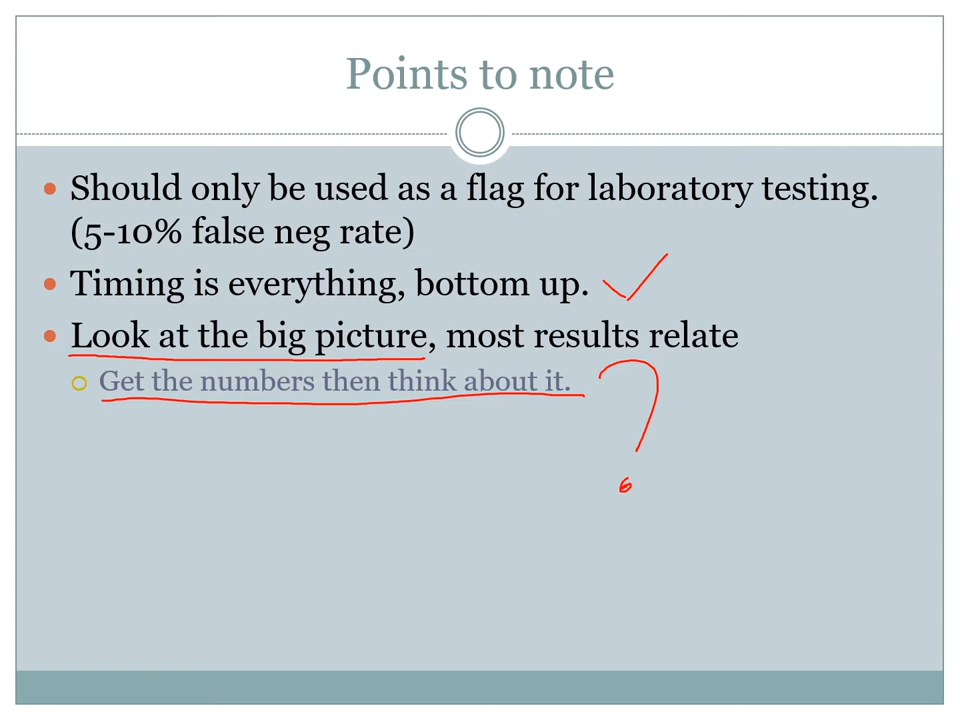 Points to note
Should only be used as a flag for laboratory testing.
(5-10% false neg rate)
Timing is everything, bottom up.
Look at the big picture, most results relate
Get the numbers then think about it.
?